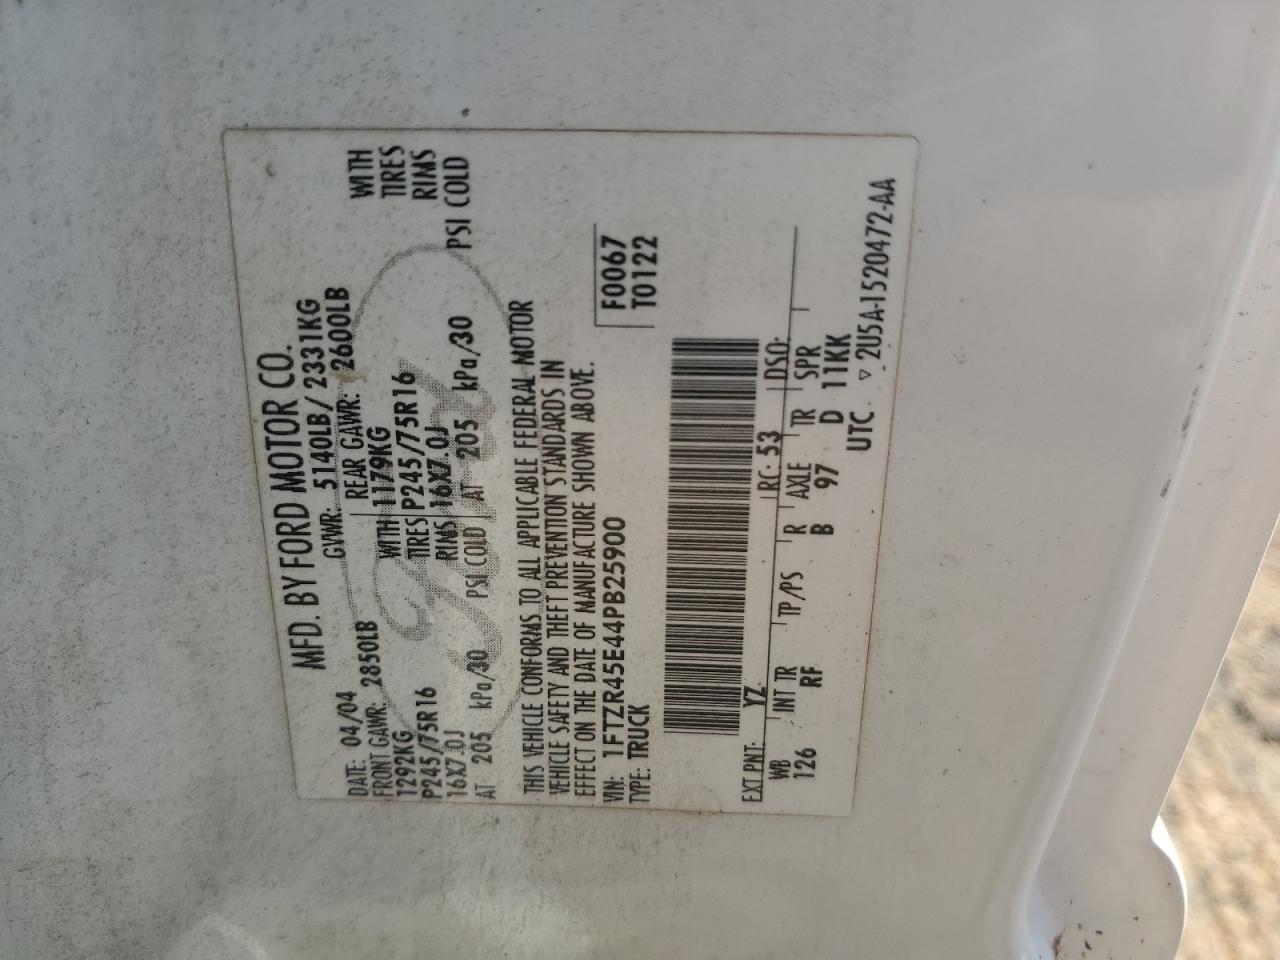 MFD. BY FORD MOTOR CO.
DATE: 04/04 GVWR: 5140LB/ 2331KG
FRONT GAWR: 2850LB REAR GAWR: 2600LB
1292KG WITH 1179KG WITH
P245/75R16 TIRES P245/75R16 TIRES
16X7.0J RIMS 16X7.0J RIMS
AT 205 kPa/30 PSI COLD AT 205 kPa/30 PSI COLD
THIS VEHICLE CONFORMS TO ALL APPLICABLE FEDERAL MOTOR
VEHICLE SAFETY AND THEFT PREVENTION STANDARDS IN
EFFECT ON THE DATE OF MANUFACTURE SHOWN ABOVE.
VIN: 1FTZR45E44PB25900 F0067
TYPE: TRUCK T0122
EXT PNT: YZ RC: 53 DSO:
WB INT TR TP/PS R AXLE TR SPR
126 RF B 97 D 11KK
UTC ▽ 2U5A-1520472-AA
Ford